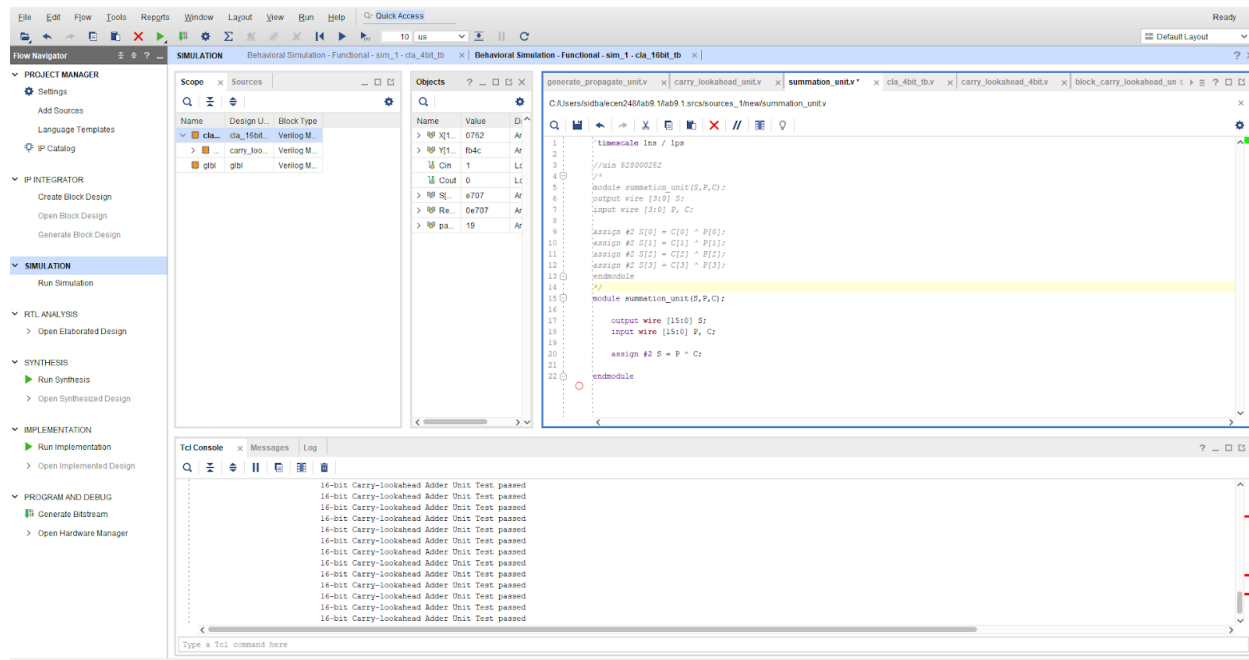 File Edit Flow Tools Reports Window Layout View Run Help Quick Access Ready
10 us Default Layout
Flow Navigator
PROJECT MANAGER
Settings
Add Sources
Language Templates
IP Catalog
IP INTEGRATOR
Create Block Design
Open Block Design
Generate Block Design
SIMULATION
Run Simulation
RTL ANALYSIS
Open Elaborated Design
SYNTHESIS
Run Synthesis
Open Synthesized Design
IMPLEMENTATION
Run Implementation
Open Implemented Design
PROGRAM AND DEBUG
Generate Bitstream
Open Hardware Manager
SIMULATION Behavioral Simulation - Functional - sim_1 - cla_4bit_tb Behavioral Simulation - Functional - sim_1 - cla_16bit_tb
Scope Sources
Name Design U... Block Type
cla... cla_16bit... Verilog M...
... carry_loo... Verilog M...
glbl glbl Verilog M...
Objects
Name Value
X[1... 0762 Ar
Y[1... fb4c Ar
Cin 1
Cout 0
S[... e707 Ar
Re... 0e707 Ar
pa... 19 Ar
generate_propagate_unit.v carry_lookahead_unit.v summation_unit.v * cla_4bit_tb.v carry_lookahead_4bit.v block_carry_lookahead_un
C:/Users/sidba/ecen248/lab9.1/lab9.1.srcs/sources_1/new/summation_unit.v
1 `timescale 1ns / 1ps
2
3 //uin 528000252
4 /*
5 module summation_unit(S,P,C);
6 output wire [3:0] S;
7 input wire [3:0] P, C;
8
9 assign #2 S[0] = C[0] ^ P[0];
10 assign #2 S[1] = C[1] ^ P[1];
11 assign #2 S[2] = C[2] ^ P[2];
12 assign #2 S[3] = C[3] ^ P[3];
13 endmodule
14 */
15 module summation_unit(S,P,C);
16
17 output wire [15:0] S;
18 input wire [15:0] P, C;
19
20 assign #2 S = P ^ C;
21
22 endmodule
Tcl Console Messages Log
16-bit Carry-lookahead Adder Unit Test passed
16-bit Carry-lookahead Adder Unit Test passed
16-bit Carry-lookahead Adder Unit Test passed
16-bit Carry-lookahead Adder Unit Test passed
16-bit Carry-lookahead Adder Unit Test passed
16-bit Carry-lookahead Adder Unit Test passed
16-bit Carry-lookahead Adder Unit Test passed
16-bit Carry-lookahead Adder Unit Test passed
16-bit Carry-lookahead Adder Unit Test passed
16-bit Carry-lookahead Adder Unit Test passed
16-bit Carry-lookahead Adder Unit Test passed
16-bit Carry-lookahead Adder Unit Test passed
16-bit Carry-lookahead Adder Unit Test passed
Type a Tcl command here